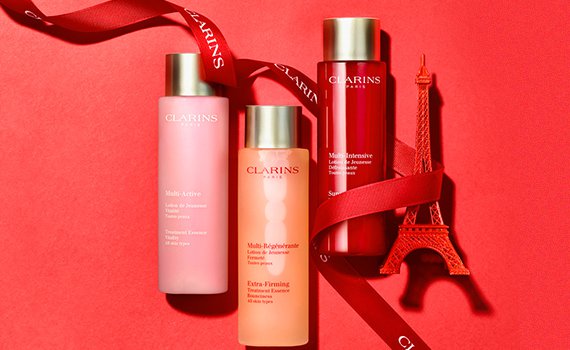 CLARINS
CLARINS
PARIS
Multi-Active
Lotion de Jeunesse
Vitalité
Toutes peaux
Treatment Essence
Vitality
All skin types
CLARINS
CLARINS
PARIS
Multi-Régénérante
Lotion de Jeunesse
Fermeté
Toutes peaux
Extra-Firming
Treatment Essence
All skin types
CLARINS
PARIS
Multi-Intensive
Lotion de Jeunesse
Toutes peaux
CLARINS